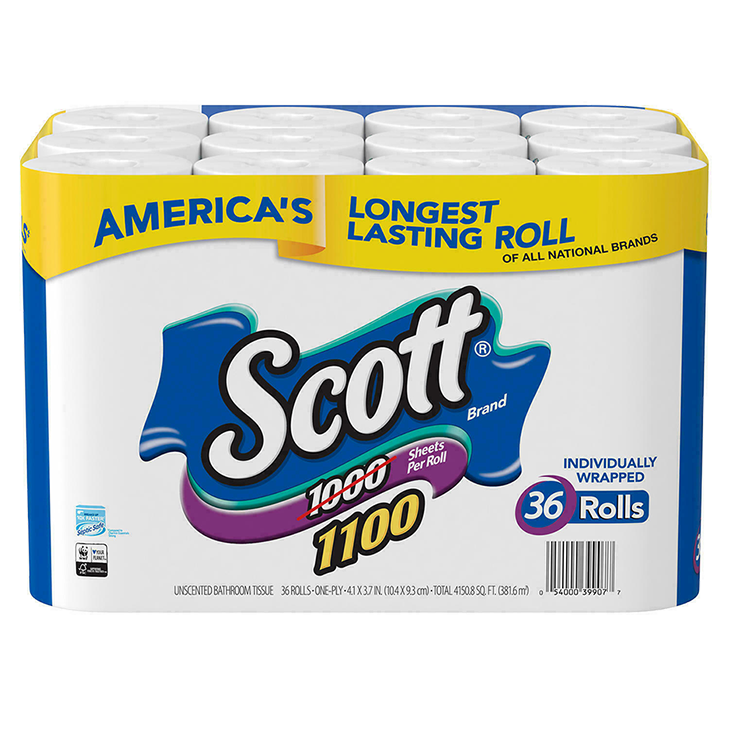 AMERICA'S
LONGEST
LASTING ROLL
OF ALL NATIONAL BRANDS
Scott®
Brand
1000 Sheets
Per Roll
1100
INDIVIDUALLY
WRAPPED
36 Rolls
Septic Safe
UNSCENTED BATHROOM TISSUE 36 ROLLS•ONE-PLY•4.1 X 3.7 IN. (10.4 X 9.3 cm)•TOTAL 4150.8 SQ. FT. (381.6 m²)
0 54000 39907 7